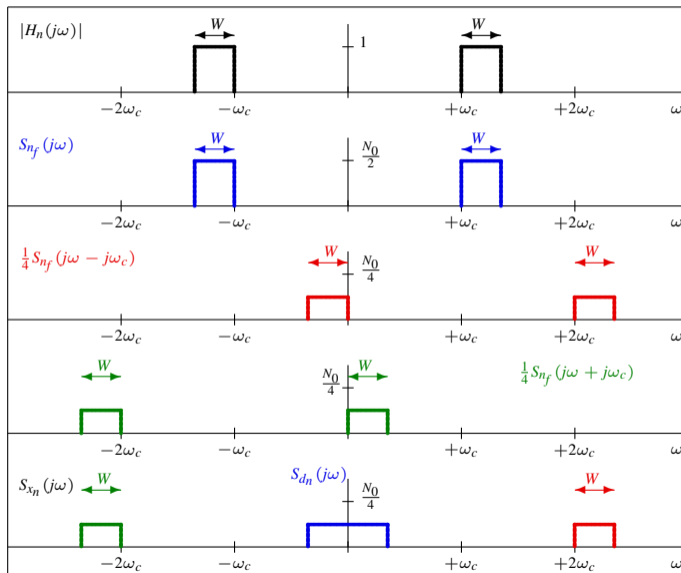 |H_n(jω)| W W 1
−2ω_c −ω_c +ω_c +2ω_c ω
S_{n_f}(jω) W W N_0/2
−2ω_c −ω_c +ω_c +2ω_c ω
1/4 S_{n_f}(jω − jω_c) W N_0/4 W
−2ω_c −ω_c +ω_c +2ω_c ω
W N_0/4 W 1/4 S_{n_f}(jω + jω_c)
−2ω_c −ω_c +ω_c +2ω_c ω
S_{x_n}(jω) W S_{d_n}(jω) N_0/4 W
−2ω_c −ω_c +ω_c +2ω_c ω